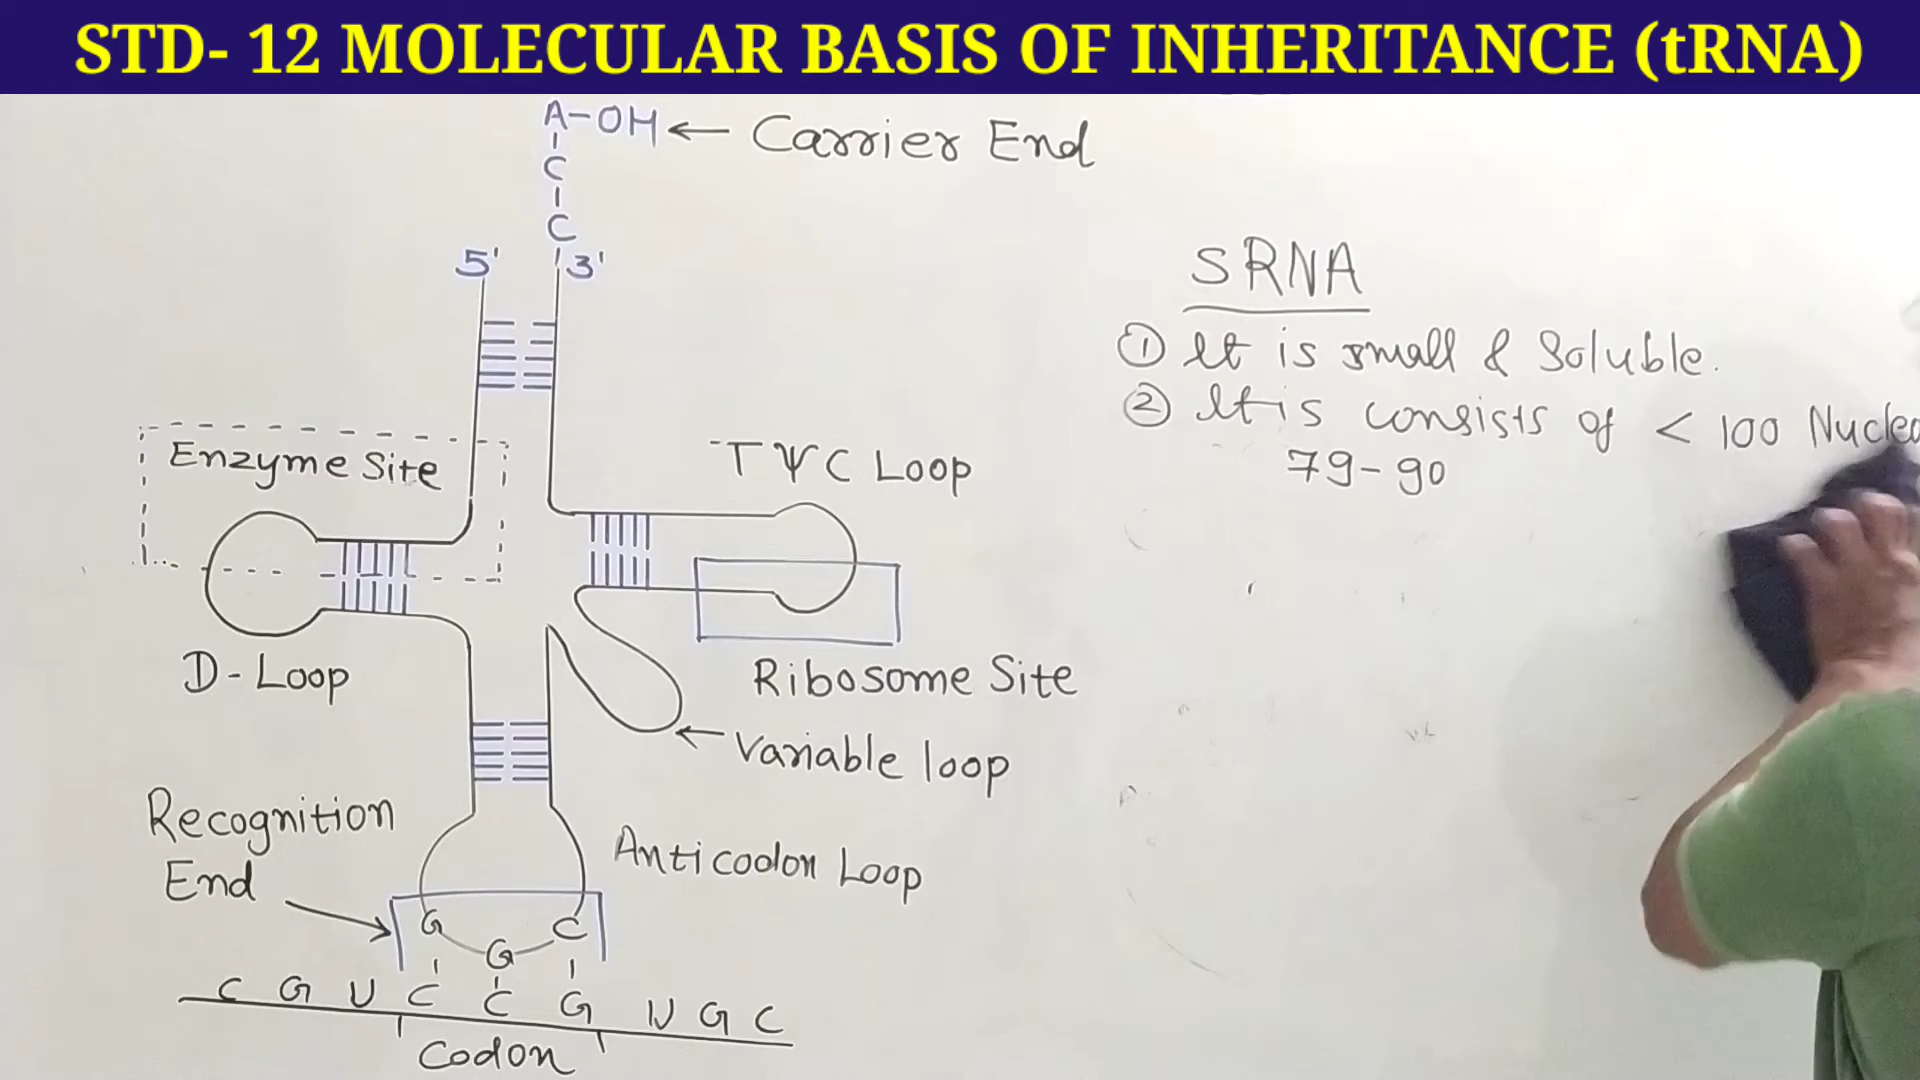 STD- 12 MOLECULAR BASIS OF INHERITANCE (tRNA)
A-OH ← Carrier End
C
C
5' 3'
Enzyme Site
TΨC Loop
D-Loop
Ribosome Site
← Variable loop
Recognition
End
Anticodon Loop
G G C
C G U C C G U G C
Codon
SRNA
① It is small & Soluble.
② It is consists of < 100 Nucleo
79-90